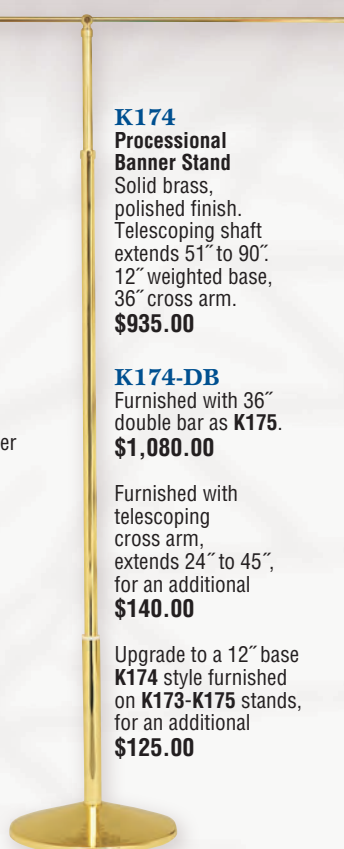 K174
Processional
Banner Stand
Solid brass,
polished finish.
Telescoping shaft
extends 51˝ to 90˝.
12˝ weighted base,
36˝ cross arm.
$935.00
K174-DB
Furnished with 36˝
double bar as K175.
$1,080.00
er
Furnished with
telescoping
cross arm,
extends 24˝ to 45˝,
for an additional
$140.00
Upgrade to a 12˝ base
K174 style furnished
on K173-K175 stands,
for an additional
$125.00